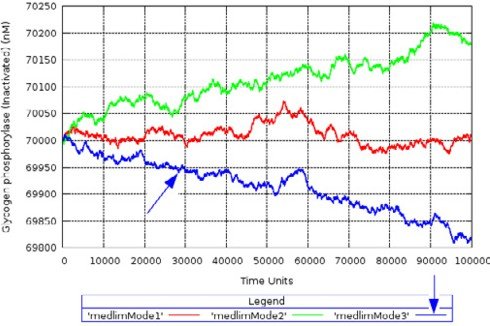 70250
70200
70150
70100
70050
70000
69950
69900
69850
69800
Glycogen phosphorylase (Inactivated) (nM)
0 10000 20000 30000 40000 50000 60000 70000 80000 90000 100000
Time Units
Legend
'medlimMode1' 'medlimMode2' 'medlimMode3'